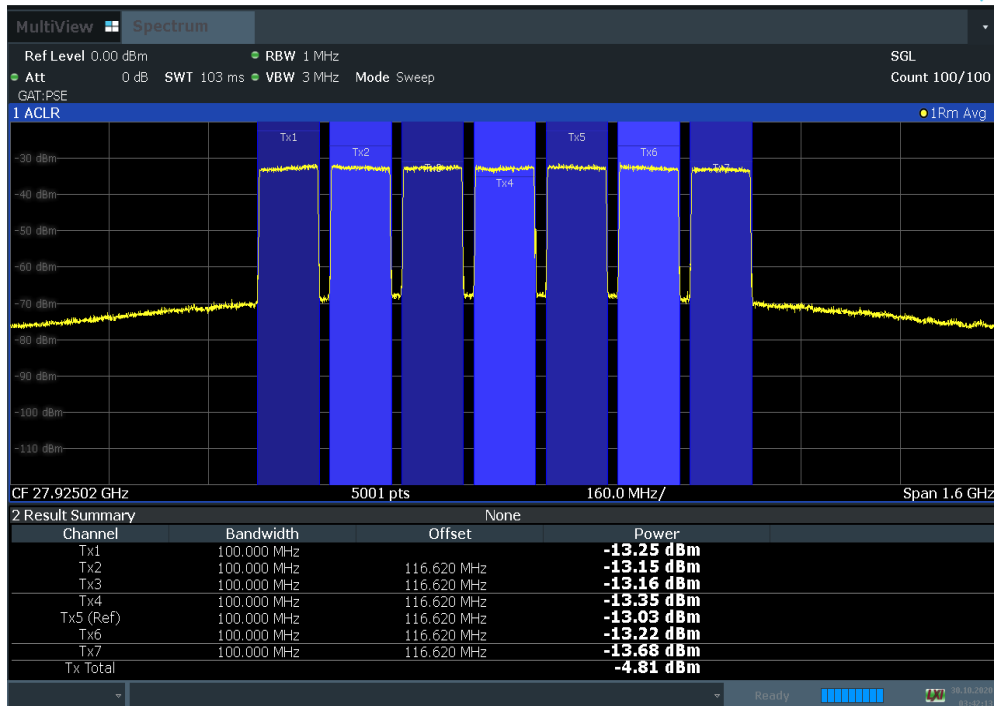 MultiView Spectrum
Ref Level 0.00 dBm RBW 1 MHz SGL
Att 0 dB SWT 103 ms VBW 3 MHz Mode Sweep Count 100/100
GAT:PSE
1 ACLR 1Rm Avg
Tx1 Tx5
Tx2 Tx6
-30 dBm
Tx4
-40 dBm
-50 dBm
-60 dBm
-70 dBm
-80 dBm
-90 dBm
-100 dBm
-110 dBm
CF 27.92502 GHz 5001 pts 160.0 MHz/ Span 1.6 GHz
2 Result Summary None
Channel Bandwidth Offset Power
Tx1 100.000 MHz -13.25 dBm
Tx2 100.000 MHz 116.620 MHz -13.15 dBm
Tx3 100.000 MHz 116.620 MHz -13.16 dBm
Tx4 100.000 MHz 116.620 MHz -13.35 dBm
Tx5 (Ref) 100.000 MHz 116.620 MHz -13.03 dBm
Tx6 100.000 MHz 116.620 MHz -13.22 dBm
Tx7 100.000 MHz 116.620 MHz -13.68 dBm
Tx Total -4.81 dBm
Ready LXI 30.10.2020